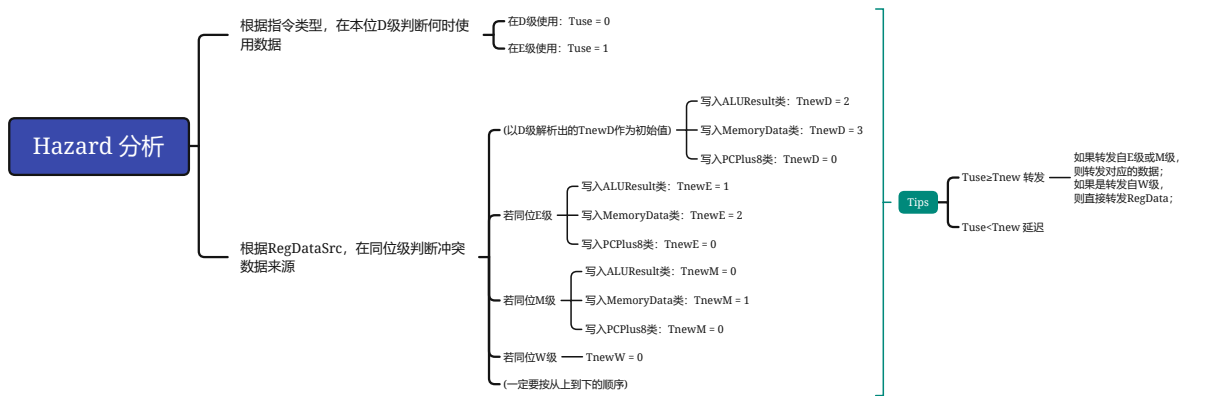 Hazard 分析
根据指令类型，在本位D级判断何时使
用数据
在D级使用：Tuse = 0
在E级使用：Tuse = 1
根据RegDataSrc，在同位级判断冲突
数据来源
(以D级解析出的TnewD作为初始值)
写入ALUResult类：TnewD = 2
写入MemoryData类：TnewD = 3
写入PCPlus8类：TnewD = 0
若同位E级
写入ALUResult类：TnewE = 1
写入MemoryData类：TnewE = 2
写入PCPlus8类：TnewE = 0
若同位M级
写入ALUResult类：TnewM = 0
写入MemoryData类：TnewM = 1
写入PCPlus8类：TnewM = 0
若同位W级
TnewW = 0
(一定要按从上到下的顺序)
Tips
Tuse≥Tnew 转发
如果转发自E级或M级，
则转发对应的数据；
如果是转发自W级，
则直接转发RegData；
Tuse<Tnew 延迟